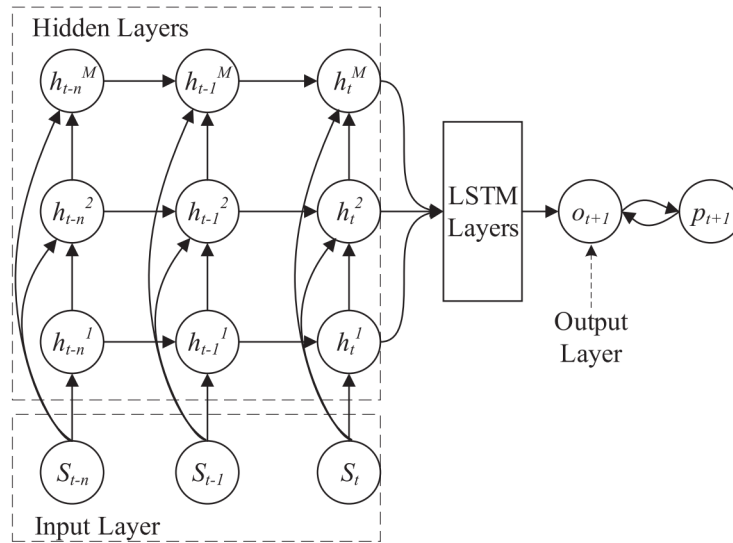 Hidden Layers
h_{t-n}^M h_{t-1}^M h_t^M
h_{t-n}^2 h_{t-1}^2 h_t^2
LSTM
Layers
o_{t+1} p_{t+1}
h_{t-n}^1 h_{t-1}^1 h_t^1
Output
Layer
S_{t-n} S_{t-1} S_t
Input Layer